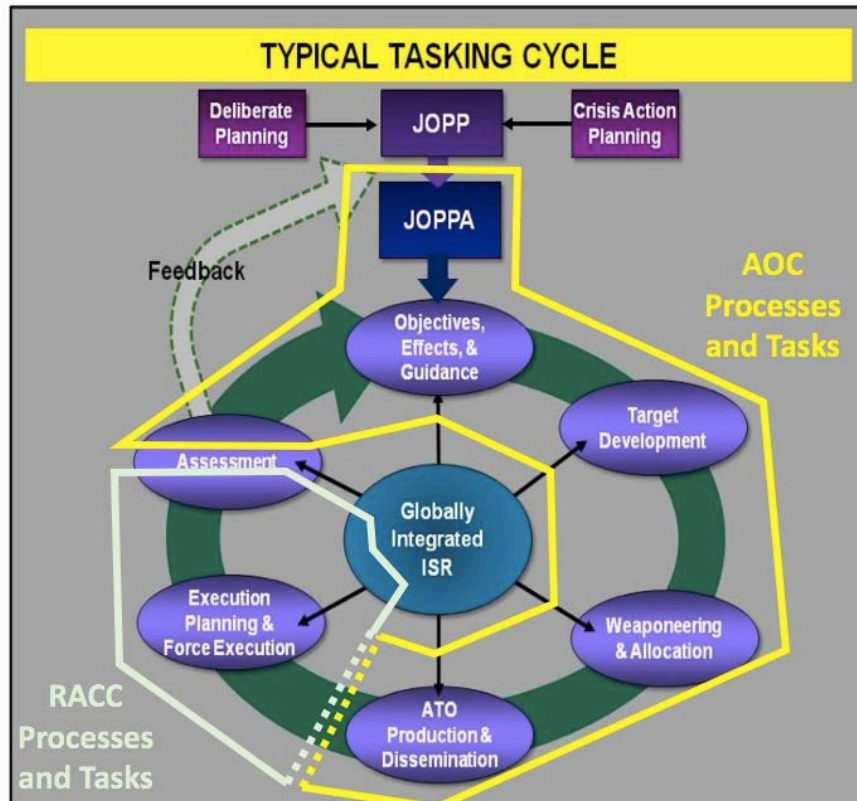 TYPICAL TASKING CYCLE
Deliberate
Planning
JOPP
Crisis Action
Planning
JOPPA
Feedback
AOC
Processes
and Tasks
Objectives,
Effects, &
Guidance
Target
Development
Assessment
Globally
Integrated
ISR
Execution
Planning &
Force Execution
Weaponeering
& Allocation
ATO
Production &
Dissemination
RACC
Processes
and Tasks